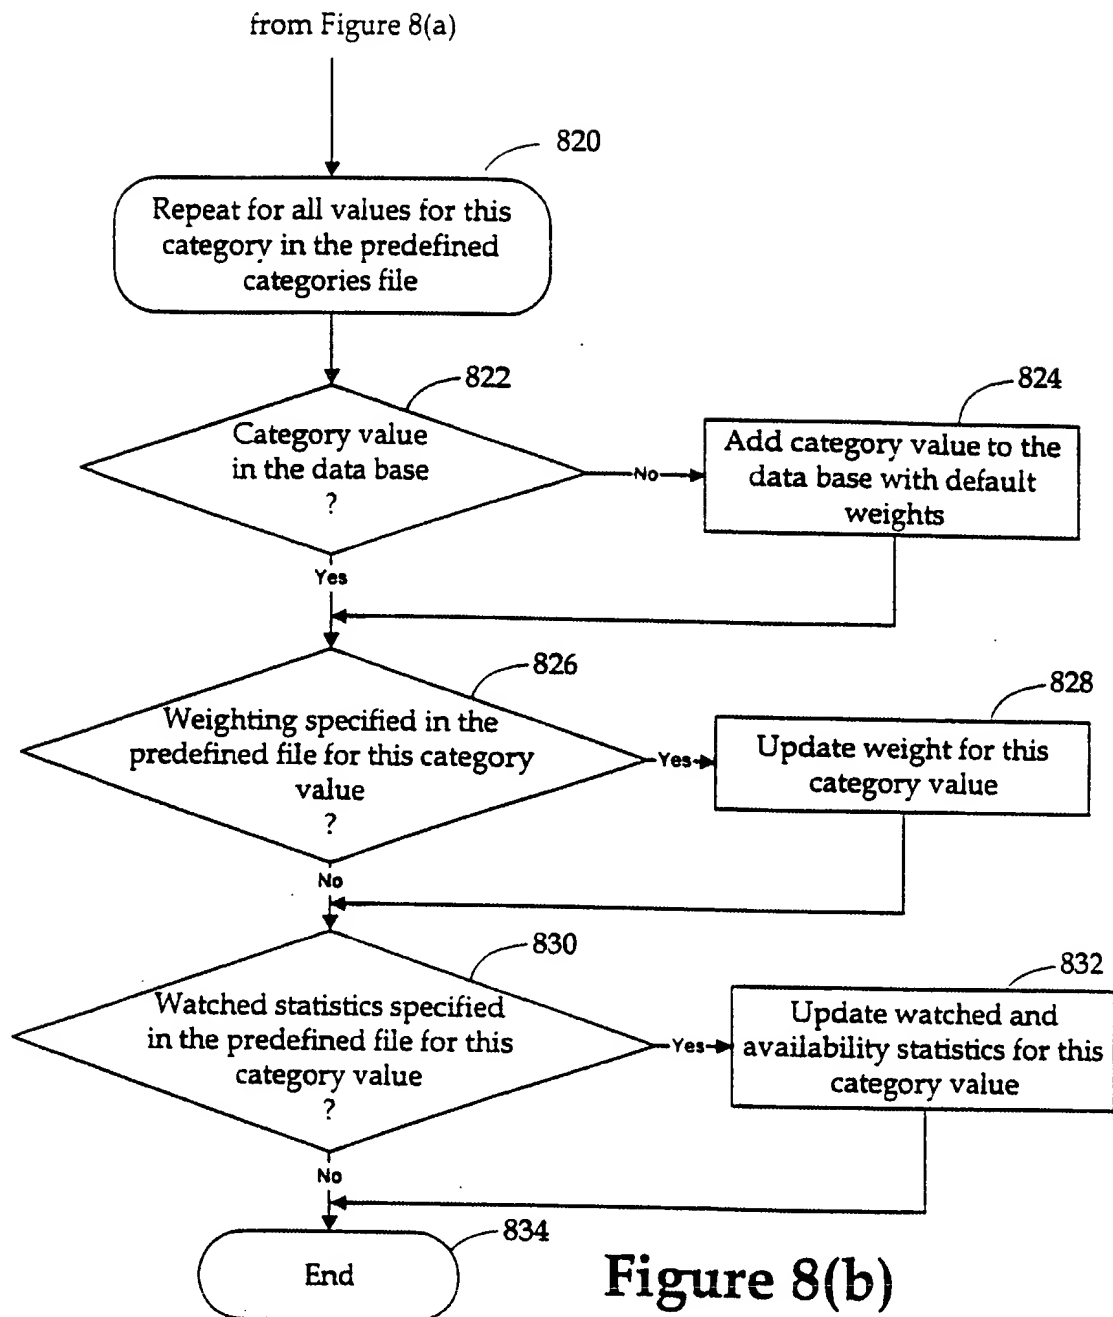 from Figure 8(a)
820
Repeat for all values for this
category in the predefined
categories file
822
Category value
in the data base
?
No
824
Add category value to the
data base with default
weights
Yes
826
Weighting specified in the
predefined file for this category
value
?
Yes
828
Update weight for this
category value
No
830
Watched statistics specified
in the predefined file for this
category value
?
Yes
832
Update watched and
availability statistics for this
category value
No
834
End
Figure 8(b)